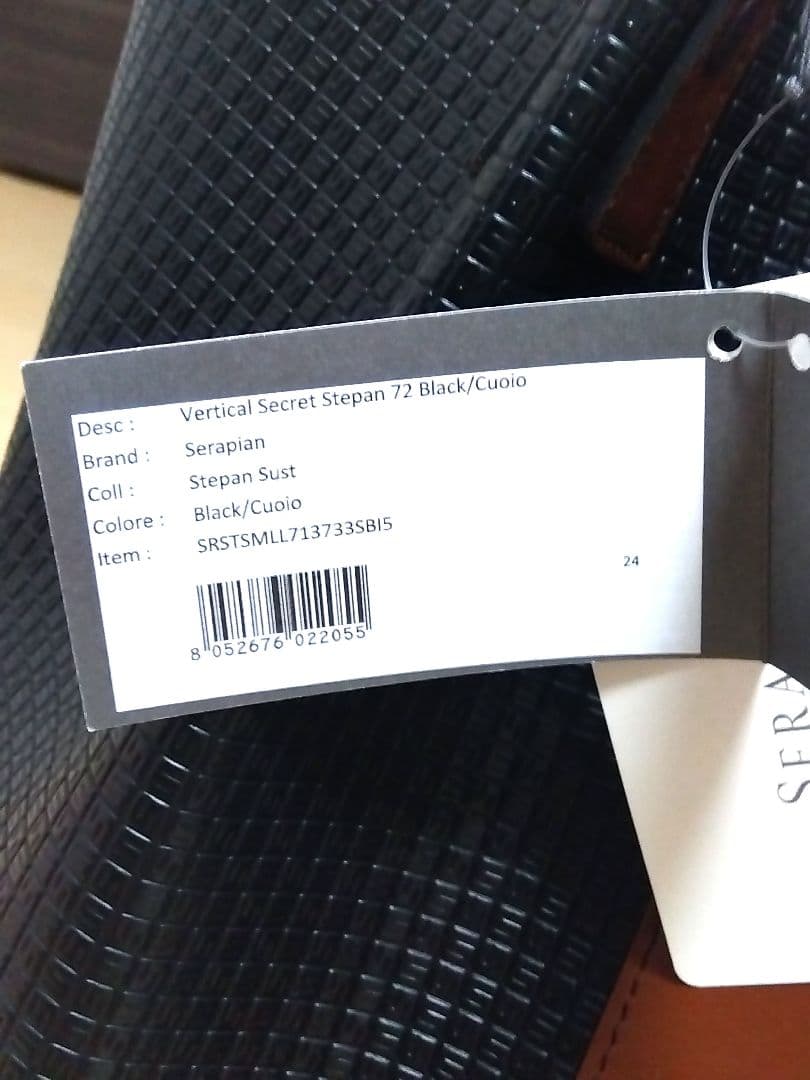 Desc : Vertical Secret Stepan 72 Black/Cuoio
Brand : Serapian
Coll : Stepan Sust
Colore : Black/Cuoio
Item : SRSTSMLL713733SBI5
24
8 052676 022055
SERA